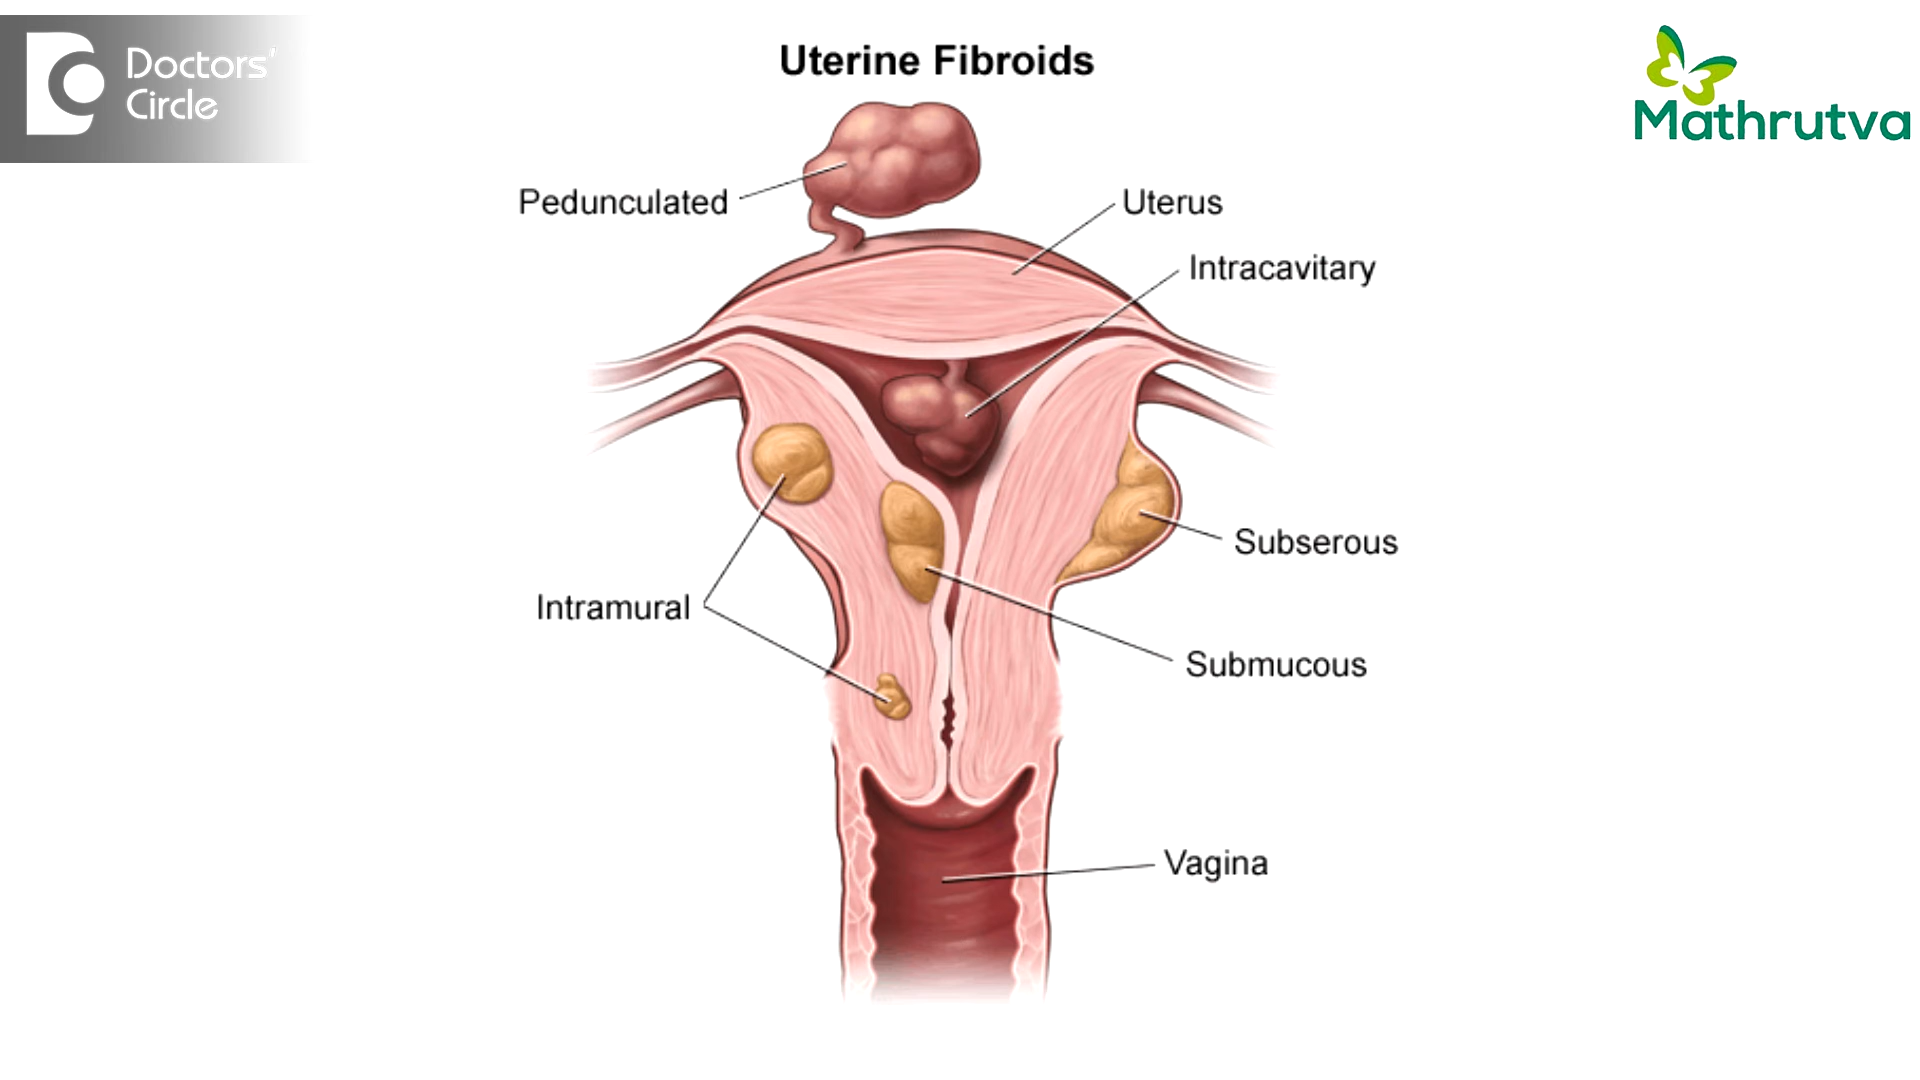 Doctors'
Circle
Uterine Fibroids
Mathrutva
Pedunculated
Uterus
Intracavitary
Subserous
Intramural
Submucous
Vagina